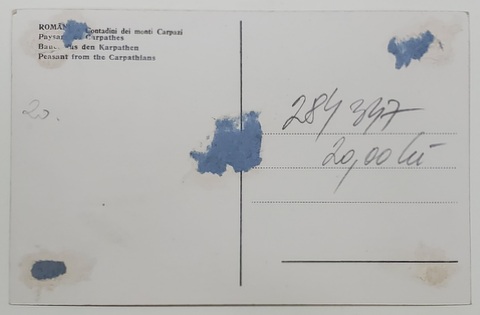 ROMÂ Contadini dei monti Carpazi
Paysan Carpathes
Bau aus den Karpathen
Peasant from the Carpathians
20.
284 347
20,00 lei